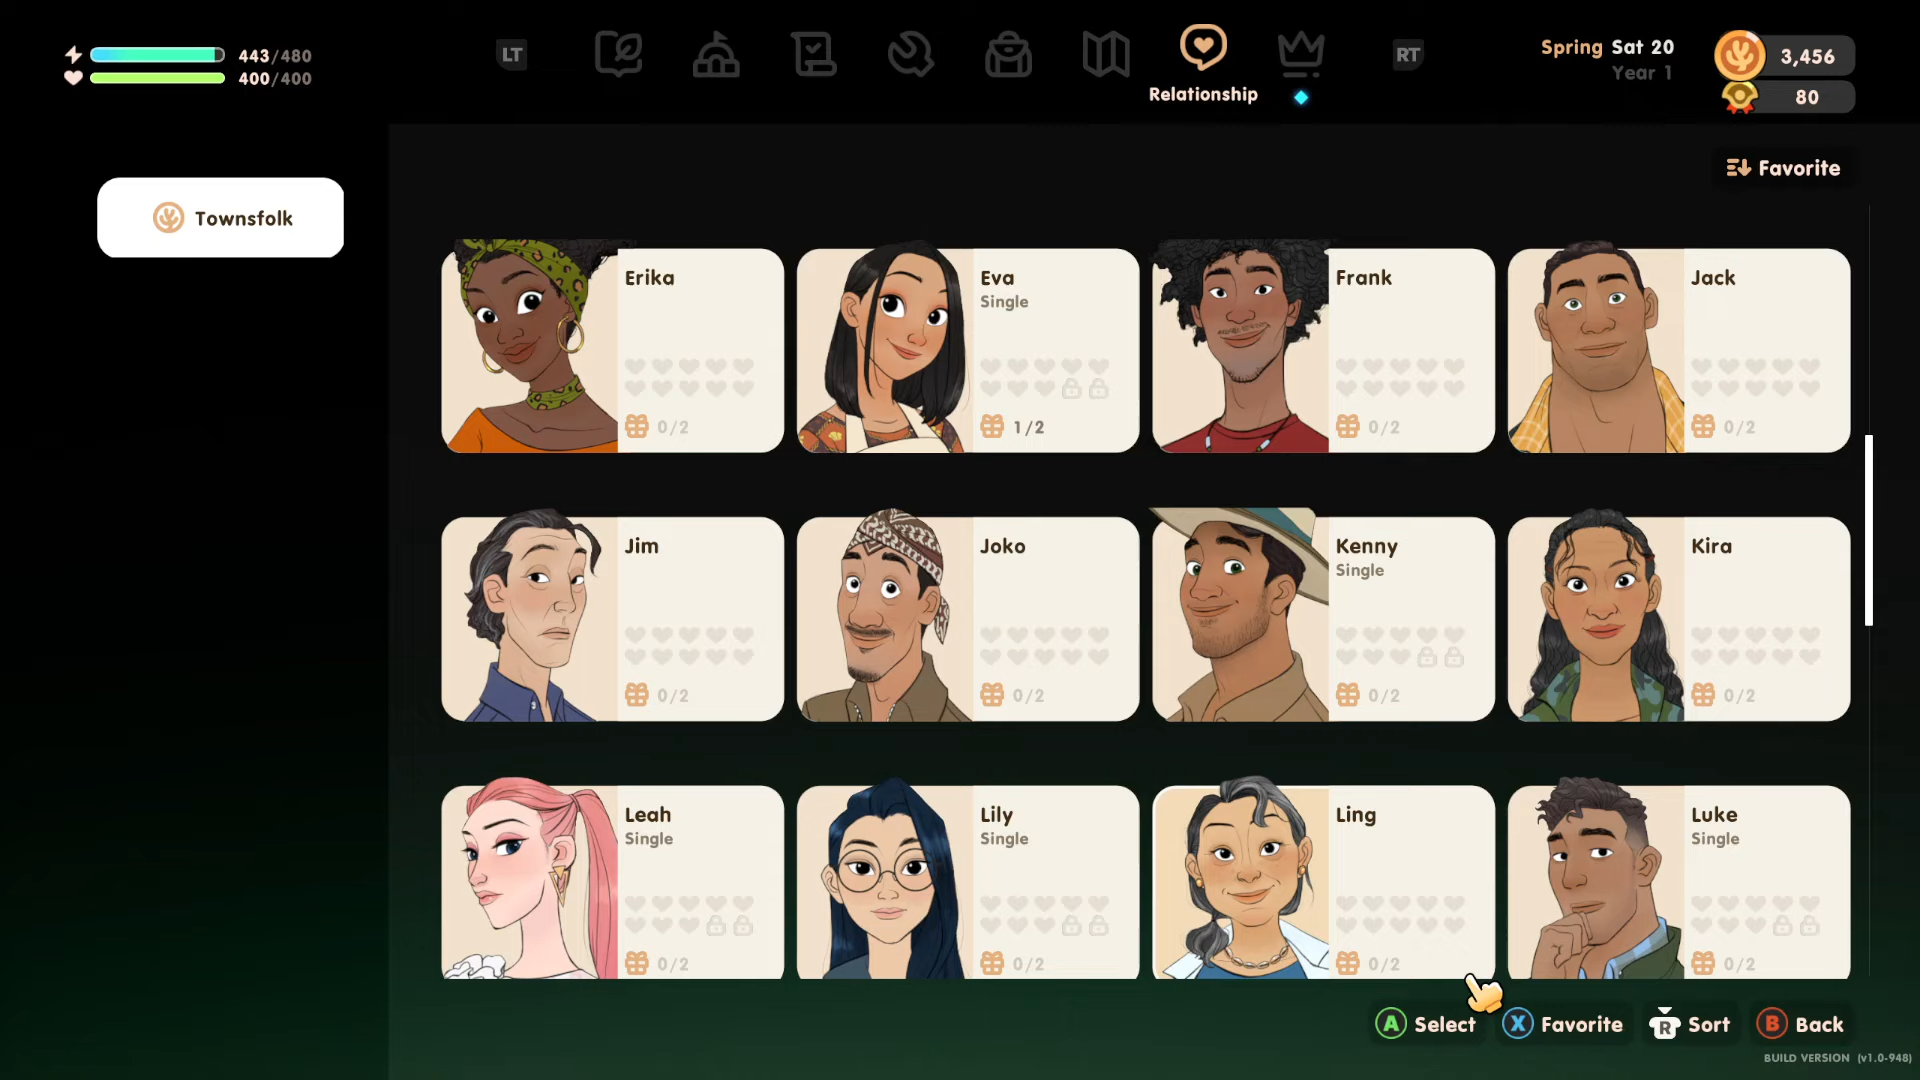 443/480
400/400
LT
RT
Relationship
Spring Sat 20
Year 1
3,456
80
Townsfolk
Favorite
Erika
0/2
Eva
Single
1/2
Frank
0/2
Jack
0/2
Jim
0/2
Joko
0/2
Kenny
Single
0/2
Kira
0/2
Leah
Single
0/2
Lily
Single
0/2
Ling
0/2
Luke
Single
0/2
A Select
X Favorite
R Sort
B Back
BUILD VERSION (v1.0-948)